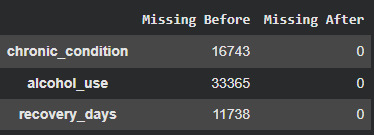 Missing Before Missing After
chronic_condition 16743 0
alcohol_use 33365 0
recovery_days 11738 0